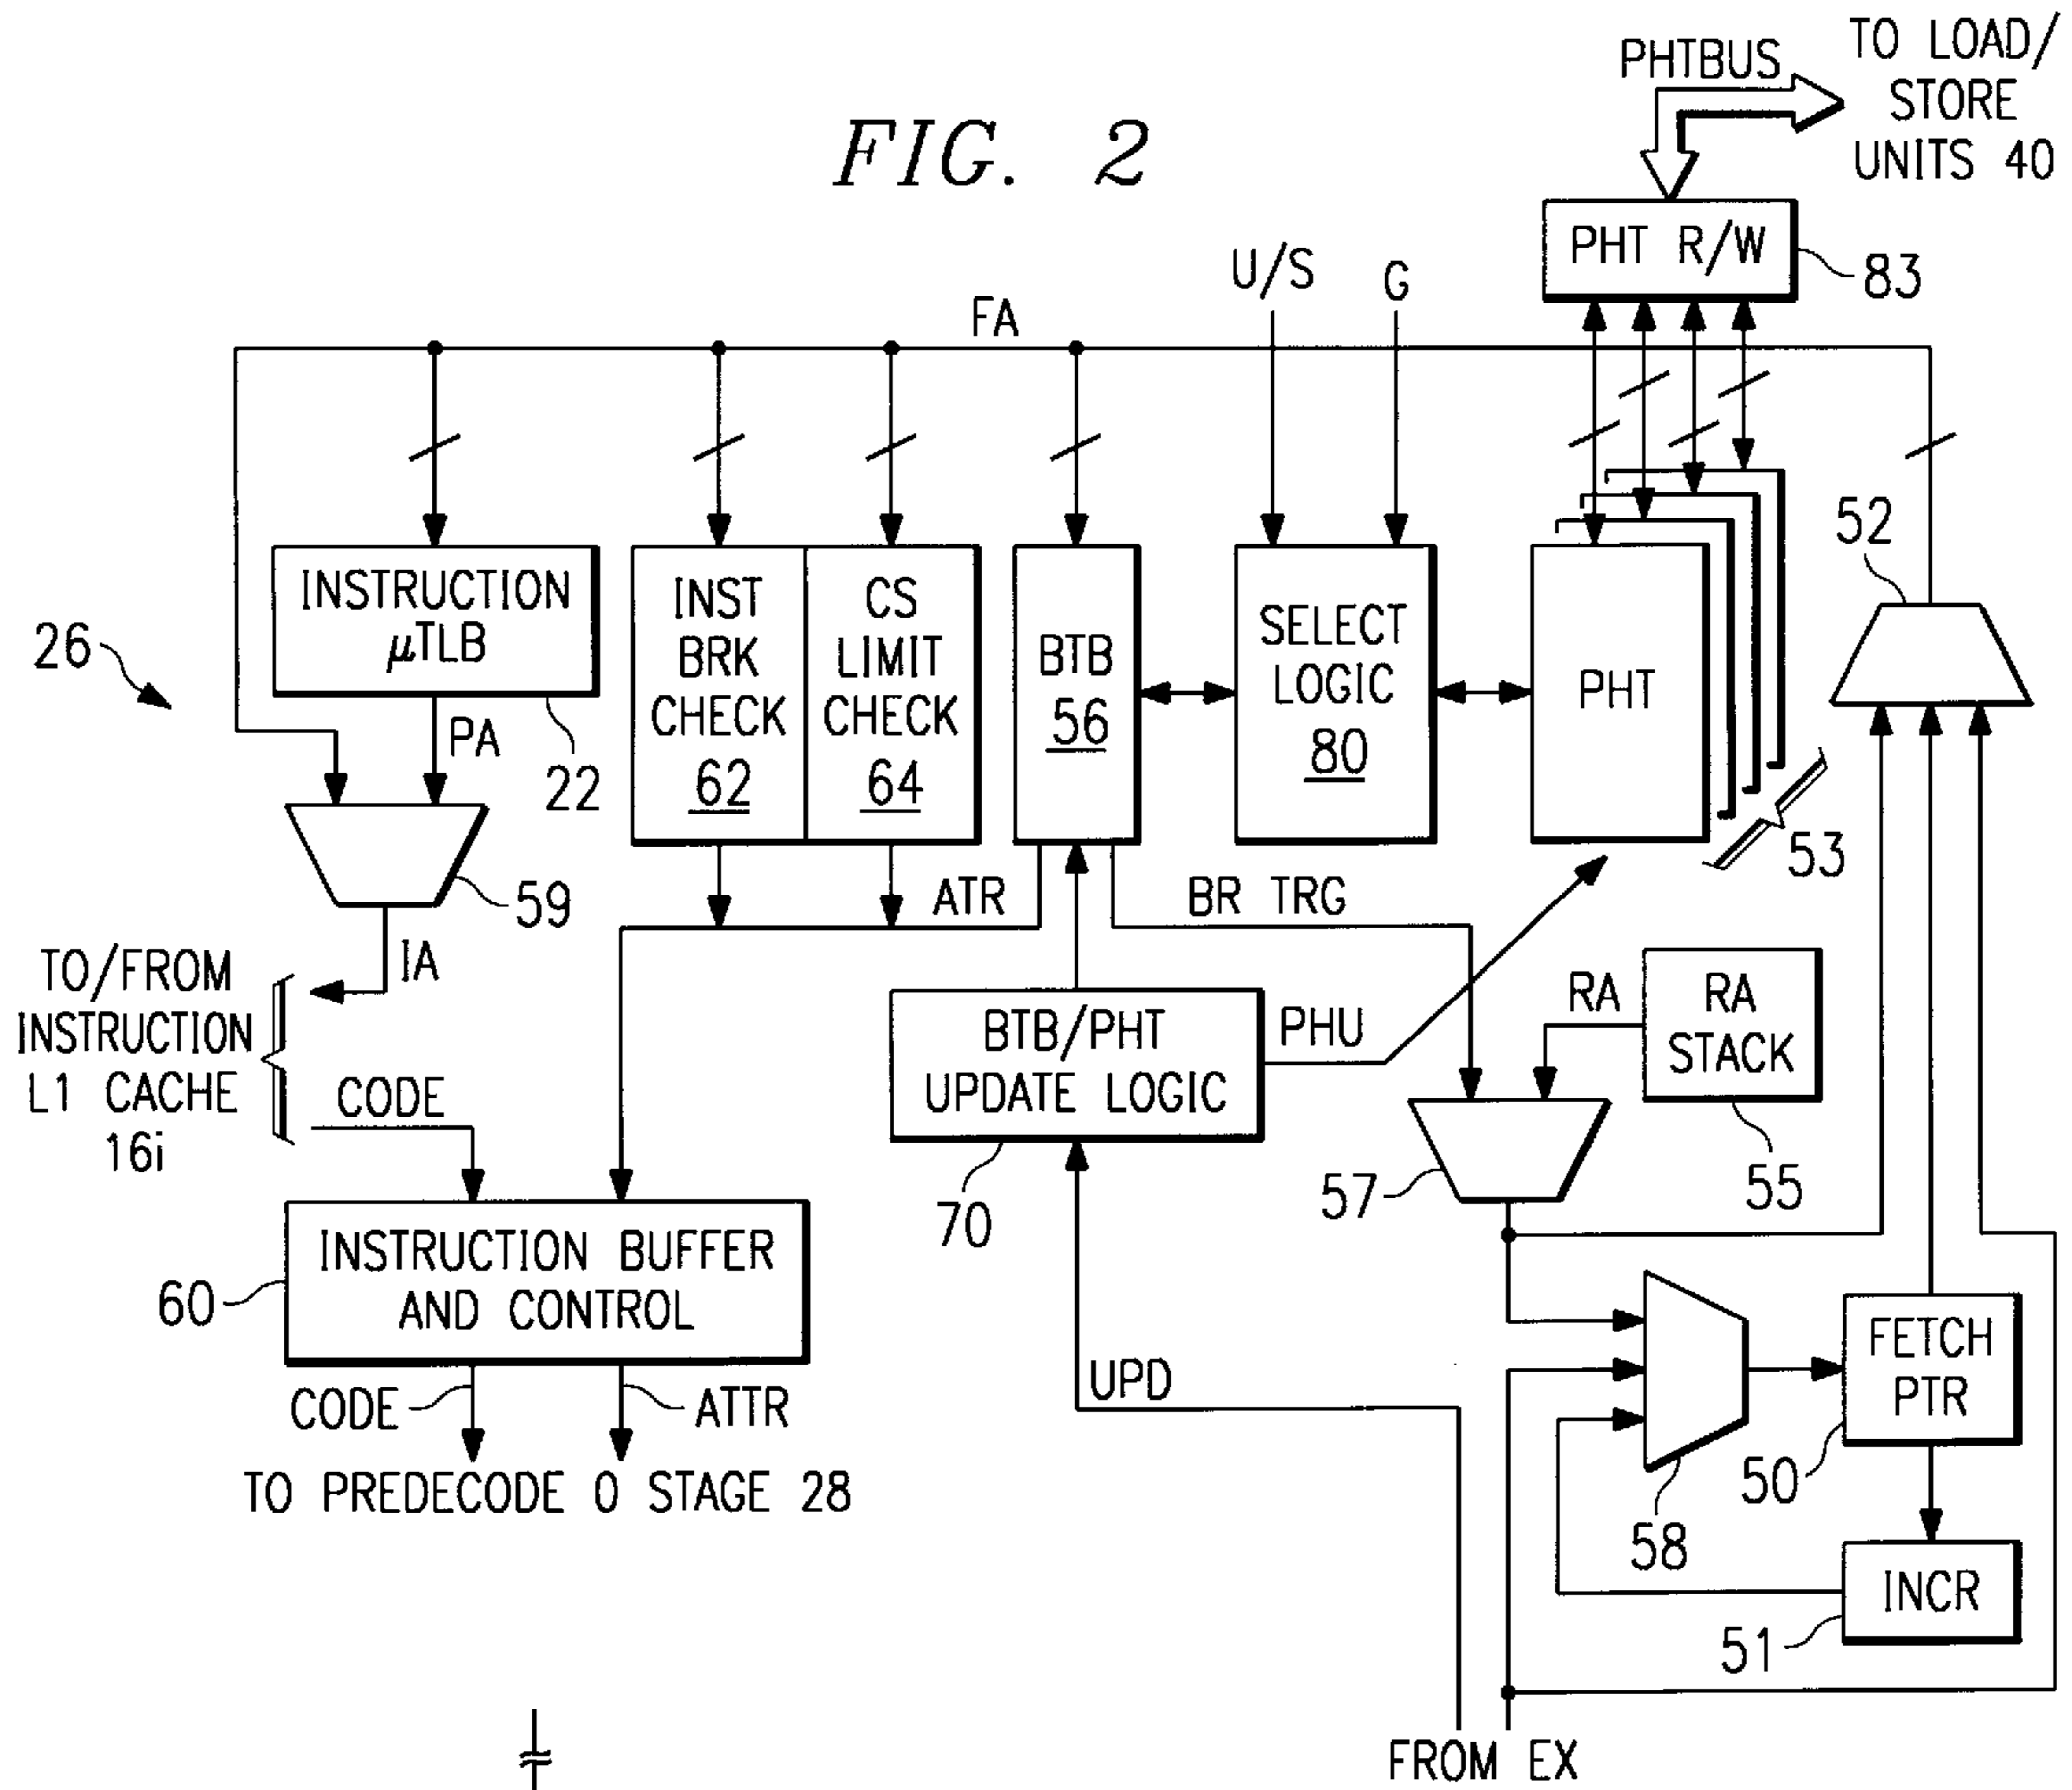 FIG. 2
PHTBUS
TO LOAD/
STORE
UNITS 40
PHT R/W
83
U/S
G
FA
26
INSTRUCTION
μTLB
22
PA
INST
BRK
CHECK
62
CS
LIMIT
CHECK
64
BTB
56
SELECT
LOGIC
80
PHT
53
52
59
IA
ATR
BR TRG
TO/FROM
INSTRUCTION
L1 CACHE
16i
CODE
BTB/PHT
UPDATE LOGIC
70
PHU
RA
RA
STACK
55
57
INSTRUCTION BUFFER
AND CONTROL
60
CODE
ATTR
TO PREDECODE 0 STAGE 28
UPD
58
FETCH
PTR
50
INCR
51
FROM EX